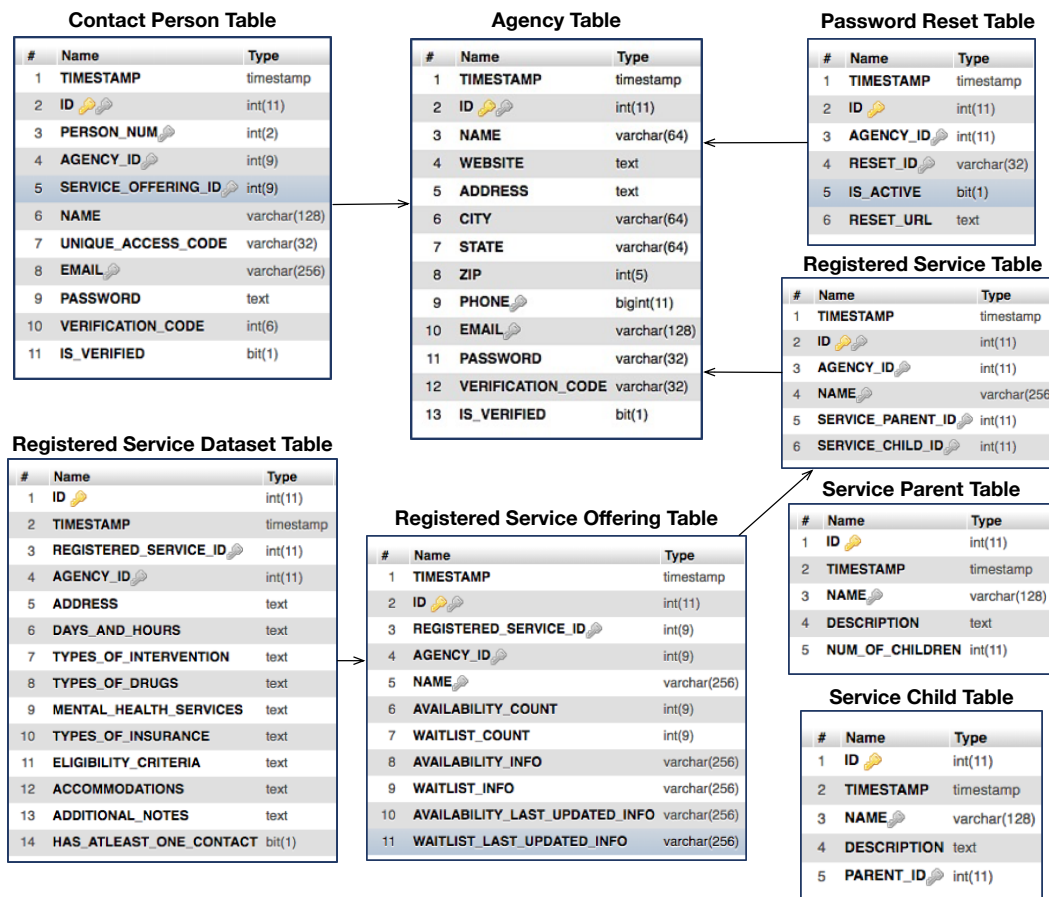 Contact Person Table
# Name Type
1 TIMESTAMP timestamp
2 ID int(11)
3 PERSON_NUM int(2)
4 AGENCY_ID int(9)
5 SERVICE_OFFERING_ID int(9)
6 NAME varchar(128)
7 UNIQUE_ACCESS_CODE varchar(32)
8 EMAIL varchar(256)
9 PASSWORD text
10 VERIFICATION_CODE int(6)
11 IS_VERIFIED bit(1)
Agency Table
# Name Type
1 TIMESTAMP timestamp
2 ID int(11)
3 NAME varchar(64)
4 WEBSITE text
5 ADDRESS text
6 CITY varchar(64)
7 STATE varchar(64)
8 ZIP int(5)
9 PHONE bigint(11)
10 EMAIL varchar(128)
11 PASSWORD varchar(32)
12 VERIFICATION_CODE varchar(32)
13 IS_VERIFIED bit(1)
Password Reset Table
# Name Type
1 TIMESTAMP timestamp
2 ID int(11)
3 AGENCY_ID int(11)
4 RESET_ID varchar(32)
5 IS_ACTIVE bit(1)
6 RESET_URL text
Registered Service Table
# Name Type
1 TIMESTAMP timestamp
2 ID int(11)
3 AGENCY_ID int(11)
4 NAME varchar(256
5 SERVICE_PARENT_ID int(11)
6 SERVICE_CHILD_ID int(11)
Registered Service Dataset Table
# Name Type
1 ID int(11)
2 TIMESTAMP timestamp
3 REGISTERED_SERVICE_ID int(11)
4 AGENCY_ID int(11)
5 ADDRESS text
6 DAYS_AND_HOURS text
7 TYPES_OF_INTERVENTION text
8 TYPES_OF_DRUGS text
9 MENTAL_HEALTH_SERVICES text
10 TYPES_OF_INSURANCE text
11 ELIGIBILITY_CRITERIA text
12 ACCOMMODATIONS text
13 ADDITIONAL_NOTES text
14 HAS_ATLEAST_ONE_CONTACT bit(1)
Registered Service Offering Table
# Name Type
1 TIMESTAMP timestamp
2 ID int(11)
3 REGISTERED_SERVICE_ID int(9)
4 AGENCY_ID int(9)
5 NAME varchar(256)
6 AVAILABILITY_COUNT int(9)
7 WAITLIST_COUNT int(9)
8 AVAILABILITY_INFO varchar(256)
9 WAITLIST_INFO varchar(256)
10 AVAILABILITY_LAST_UPDATED_INFO varchar(256)
11 WAITLIST_LAST_UPDATED_INFO varchar(256)
Service Parent Table
# Name Type
1 ID int(11)
2 TIMESTAMP timestamp
3 NAME varchar(128)
4 DESCRIPTION text
5 NUM_OF_CHILDREN int(11)
Service Child Table
# Name Type
1 ID int(11)
2 TIMESTAMP timestamp
3 NAME varchar(128)
4 DESCRIPTION text
5 PARENT_ID int(11)